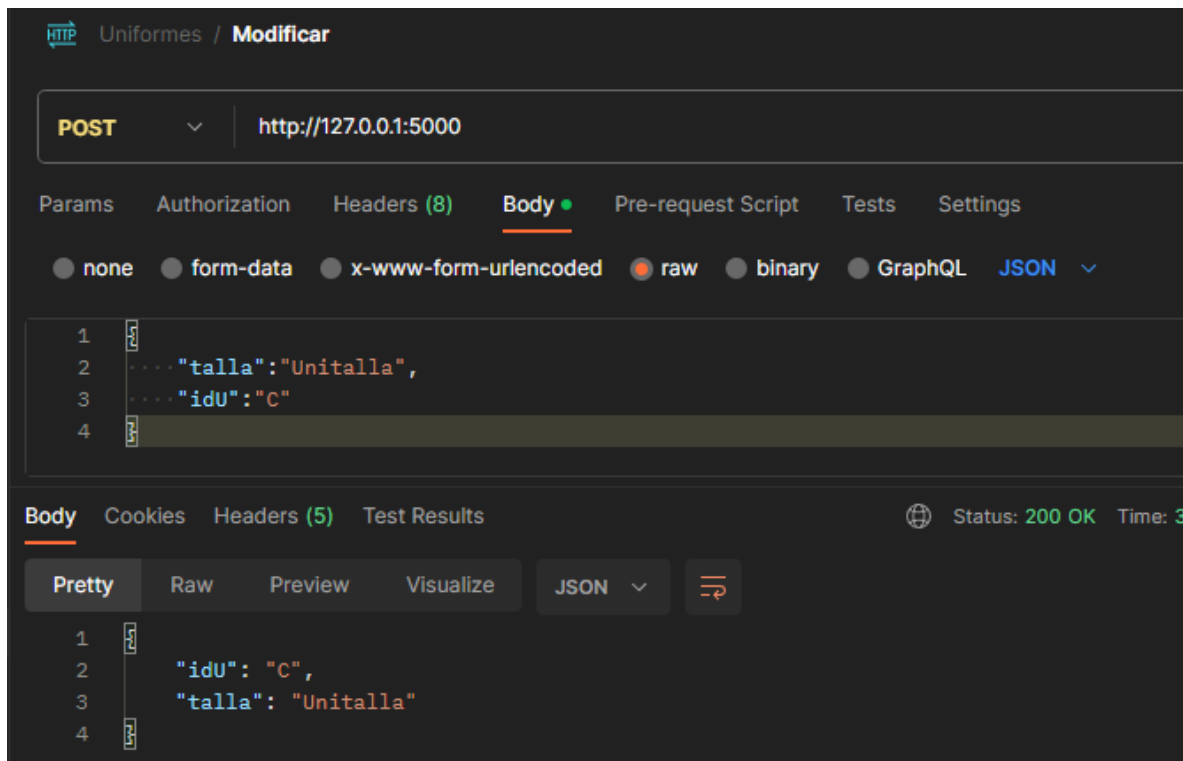 HTTP Uniformes / Modificar
POST http://127.0.0.1:5000
Params Authorization Headers (8) Body Pre-request Script Tests Settings
none form-data x-www-form-urlencoded raw binary GraphQL JSON
1 {
2 "talla":"Unitalla",
3 "idU":"C"
4 }
Body Cookies Headers (5) Test Results Status: 200 OK Time: 3
Pretty Raw Preview Visualize JSON
1 {
2 "idU": "C",
3 "talla": "Unitalla"
4 }